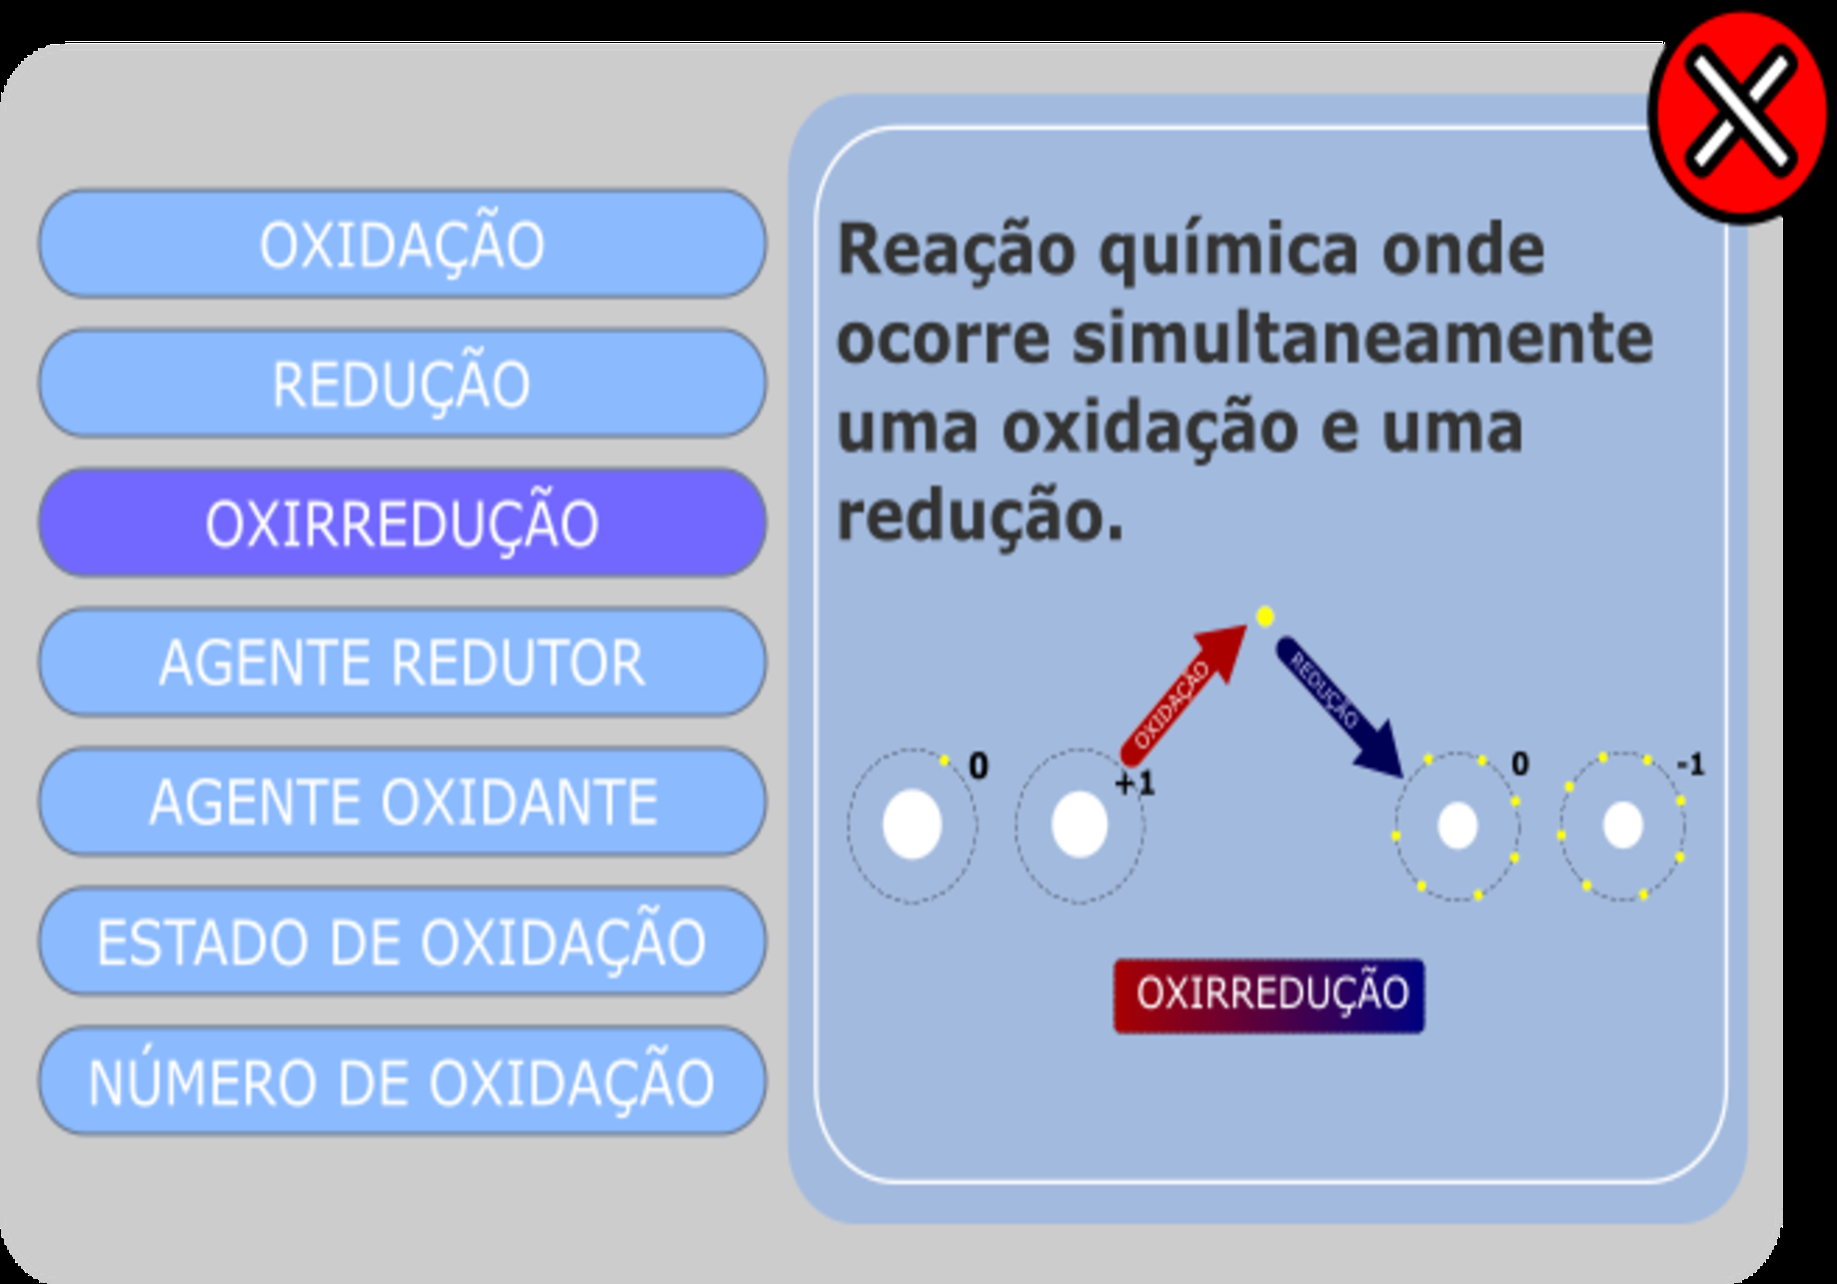 OXIDAÇÃO
REDUÇÃO
OXIRREDUÇÃO
AGENTE REDUTOR
AGENTE OXIDANTE
ESTADO DE OXIDAÇÃO
NÚMERO DE OXIDAÇÃO
Reação química onde
ocorre simultaneamente
uma oxidação e uma
redução.
OXIDAÇÃO
REDUÇÃO
0
+1
0
-1
OXIRREDUÇÃO